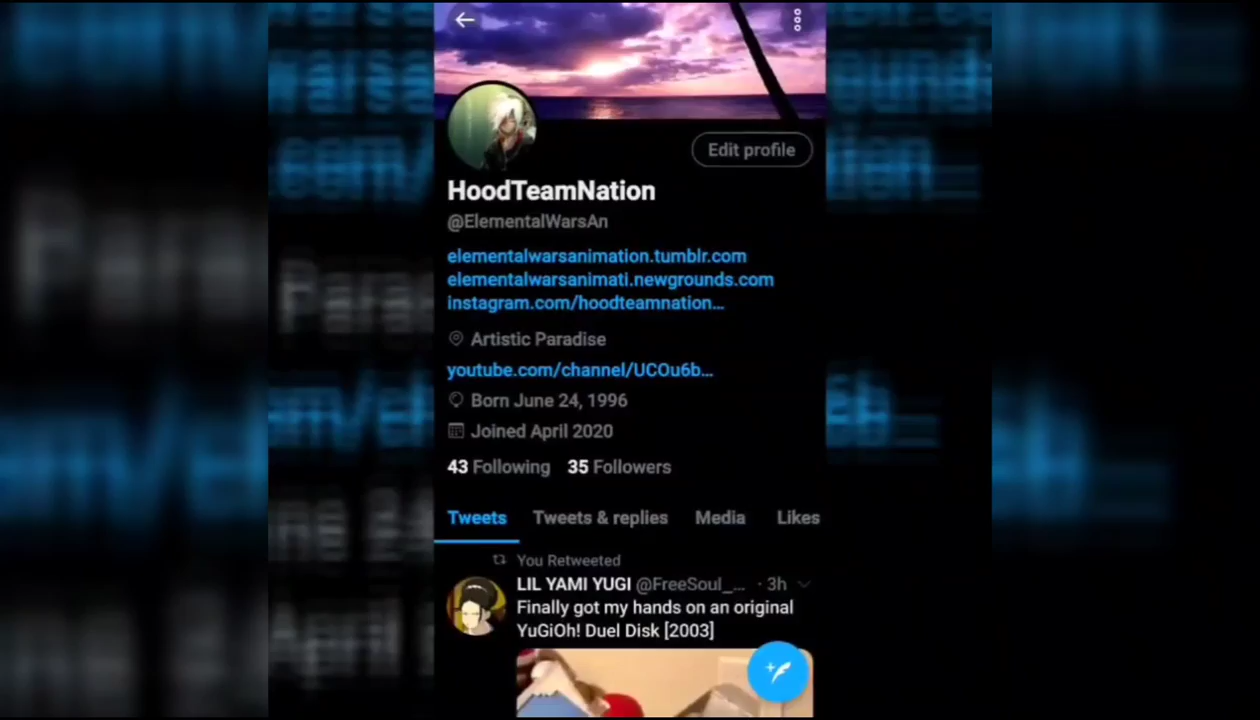 Edit profile
HoodTeamNation
@ElementalWarsAn
elementalwarsanimation.tumblr.com
elementalwarsanimati.newgrounds.com
instagram.com/hoodteamnation...
Artistic Paradise
youtube.com/channel/UCOu6b...
Born June 24, 1996
Joined April 2020
43 Following 35 Followers
Tweets Tweets & replies Media Likes
You Retweeted
LIL YAMI YUGI @FreeSoul_... · 3h
Finally got my hands on an original
YuGiOh! Duel Disk [2003]